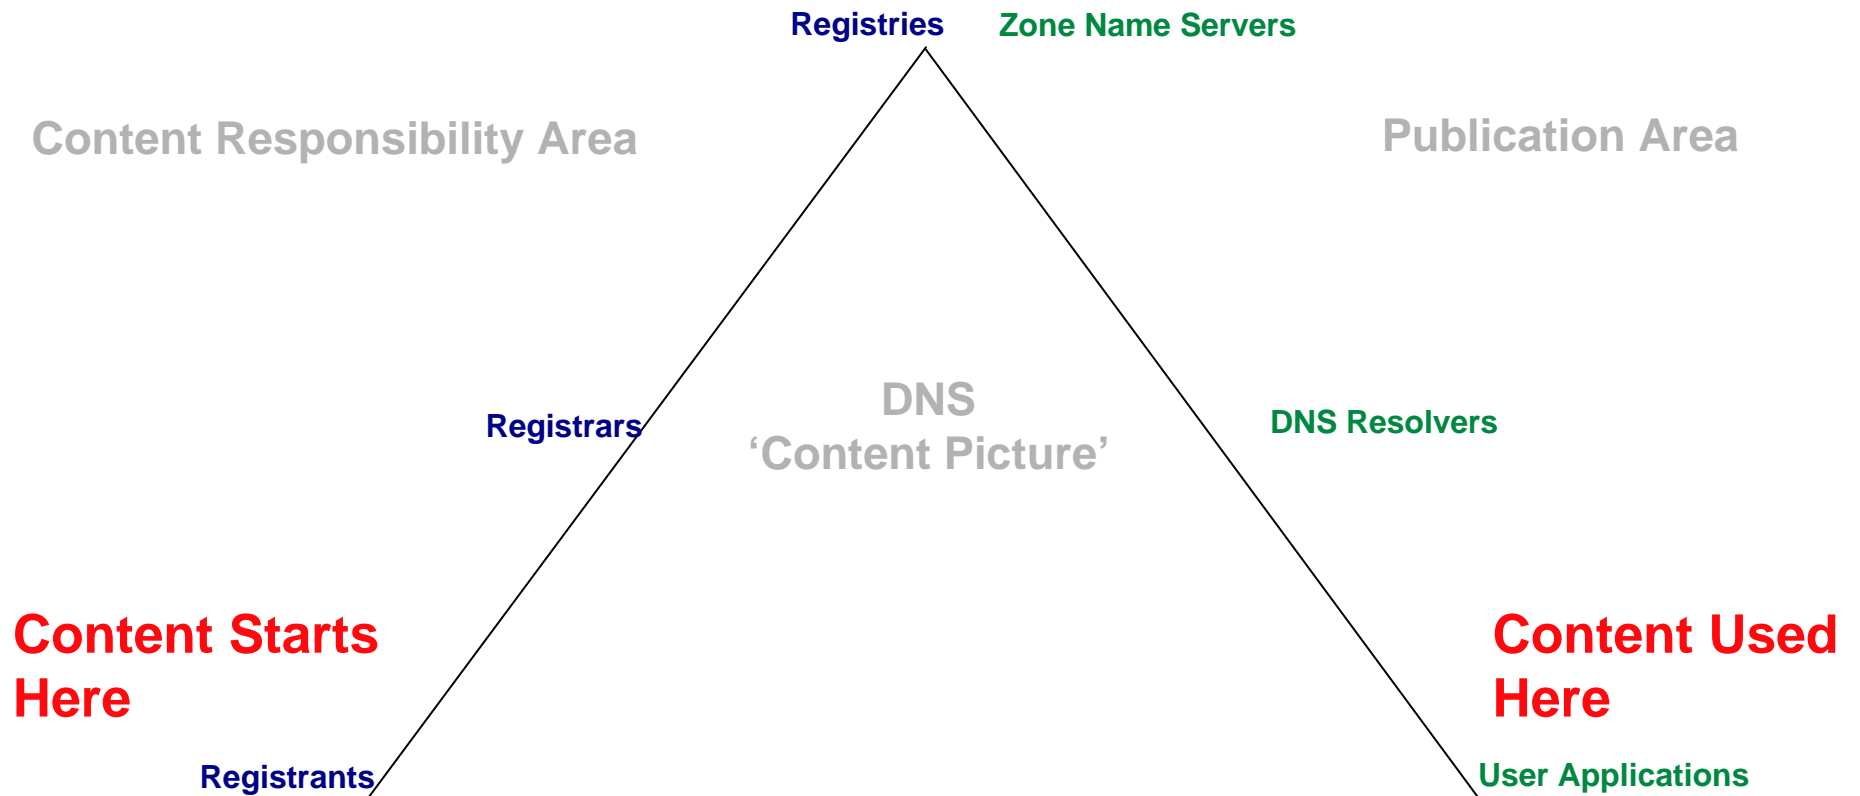 Registries
Zone Name Servers
Content Responsibility Area
Publication Area
DNS
‘Content Picture’
Registrars
DNS Resolvers
Content Starts
Here
Content Used
Here
Registrants
User Applications